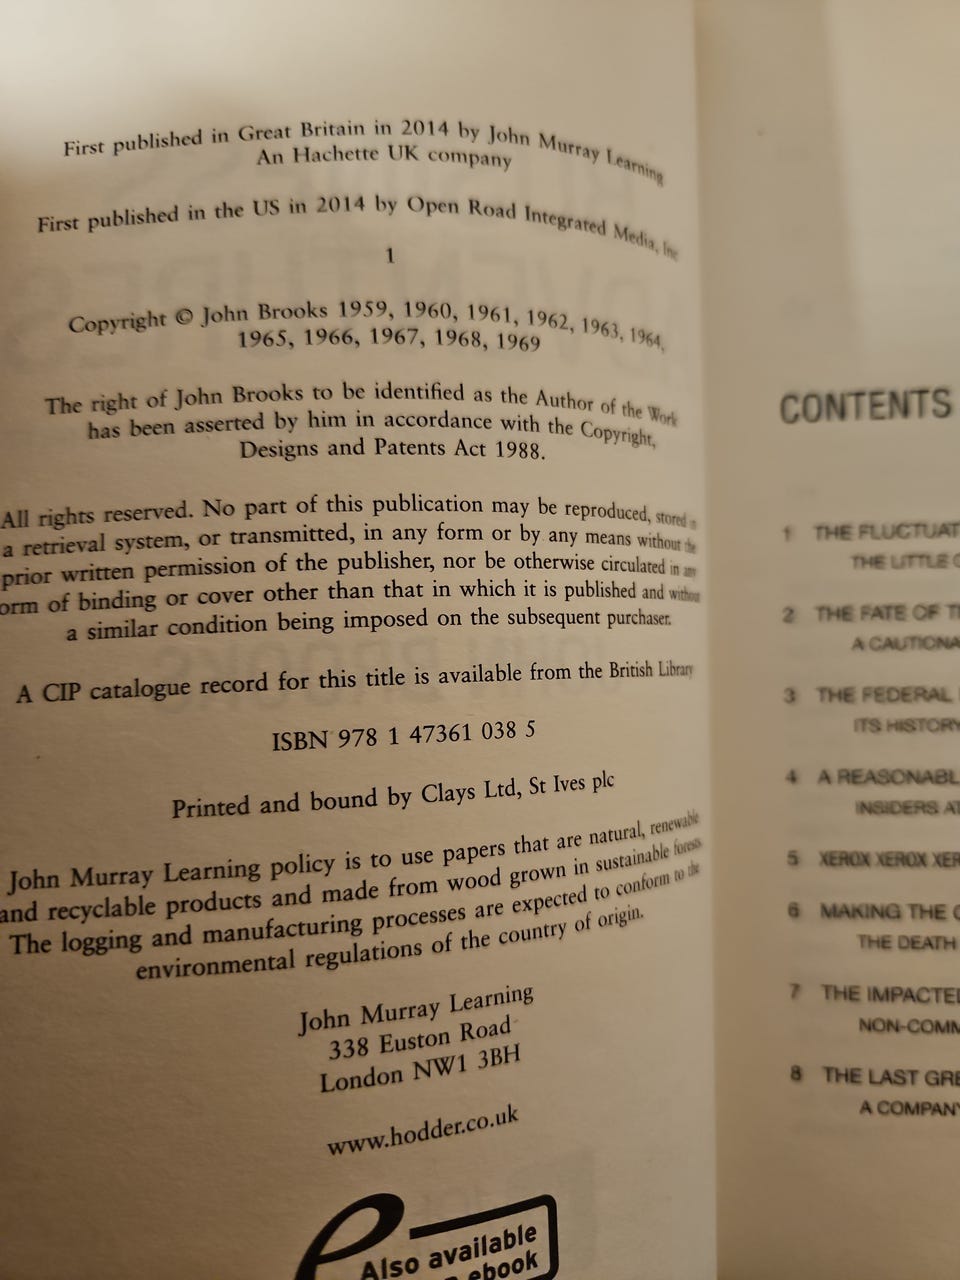 First published in Great Britain in 2014 by John Murray Learning
An Hachette UK company
First published in the US in 2014 by Open Road Integrated Media, Inc
1
Copyright © John Brooks 1959, 1960, 1961, 1962, 1963, 1964,
1965, 1966, 1967, 1968, 1969
The right of John Brooks to be identified as the Author of the Work
has been asserted by him in accordance with the Copyright,
Designs and Patents Act 1988.
All rights reserved. No part of this publication may be reproduced, stored
a retrieval system, or transmitted, in any form or by any means without the
prior written permission of the publisher, nor be otherwise circulated in any
orm of binding or cover other than that in which it is published and without
a similar condition being imposed on the subsequent purchaser.
A CIP catalogue record for this title is available from the British Library
ISBN 978 1 47361 038 5
Printed and bound by Clays Ltd, St Ives plc
John Murray Learning policy is to use papers that are natural, renewable
and recyclable products and made from wood grown in sustainable forests
The logging and manufacturing processes are expected to conform to the
environmental regulations of the country of origin.
John Murray Learning
338 Euston Road
London NW1 3BH
www.hodder.co.uk
e
Also available
ebook
CONTENTS
1 THE FLUCTUAT
THE LITTLE C
2 THE FATE OF T
A CAUTIONA
3 THE FEDERAL
ITS HISTORY
4 A REASONABL
INSIDERS AT
5 XEROX XEROX XER
6 MAKING THE C
THE DEATH
7 THE IMPACTED
NON-COMM
8 THE LAST GRE
A COMPANY